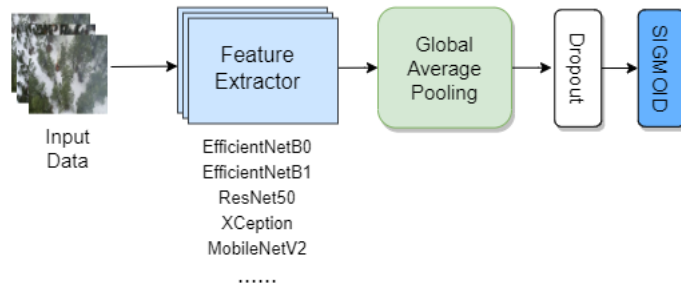 Input
Data
Feature
Extractor
EfficientNetB0
EfficientNetB1
ResNet50
XCeption
MobileNetV2
......
Global
Average
Pooling
Dropout
SIGMOID